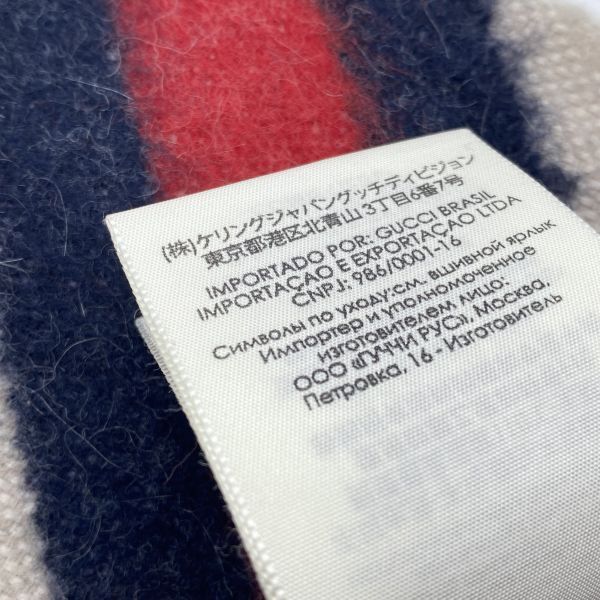 (株)ケリングジャパングッチディビジョン
東京都港区北青山3丁目6番7号
IMPORTADO POR: GUCCI BRASIL
IMPORTAÇAO E EXPORTAÇAO LTDA
CNPJ: 986/0001-16
Символы по уходу:см. вшивной ярлык
Импортер и уполномоченное
изготовителем лицо:
ООО «ГУЧЧИ РУС», Москва,
Петровка, 16 - Изготовитель